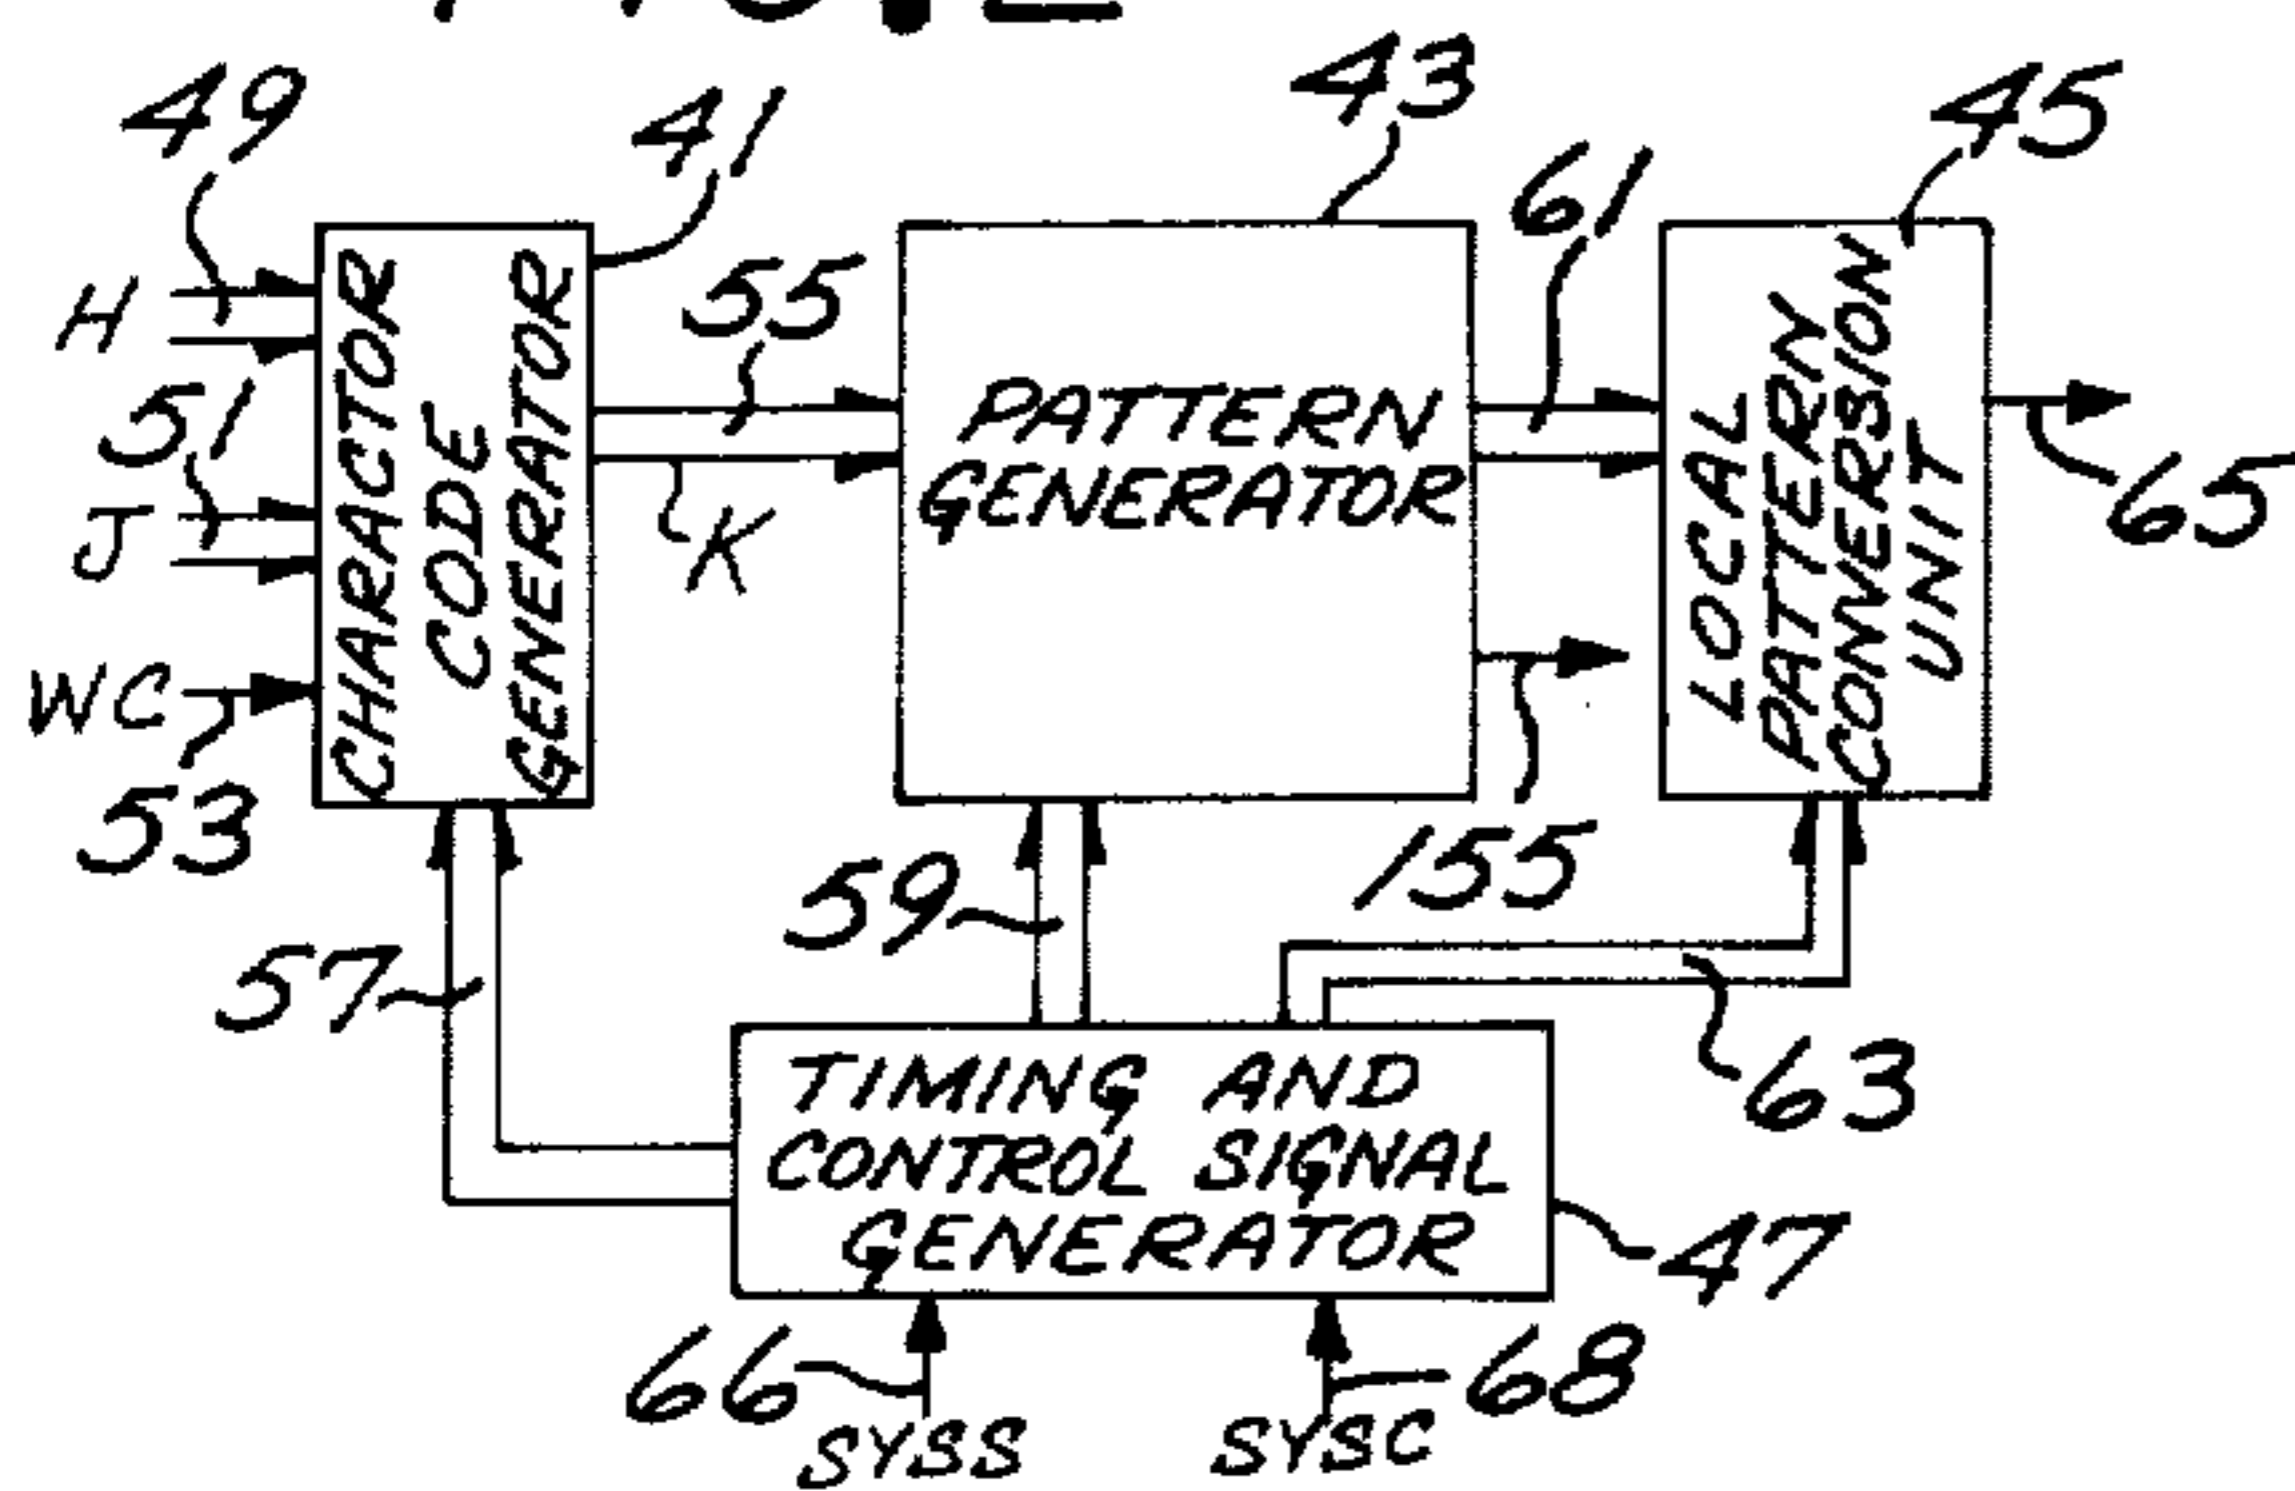 49
41
43
45
61
55
H
51
J
K
WC
53
65
155
57
59
63
47
66
68
SYSS
SYSC
CHARACTOR
CODE
GENERATOR
PATTERN
GENERATOR
LOCAL
PATTERN
CONVERSION
UNIT
TIMING AND
CONTROL SIGNAL
GENERATOR